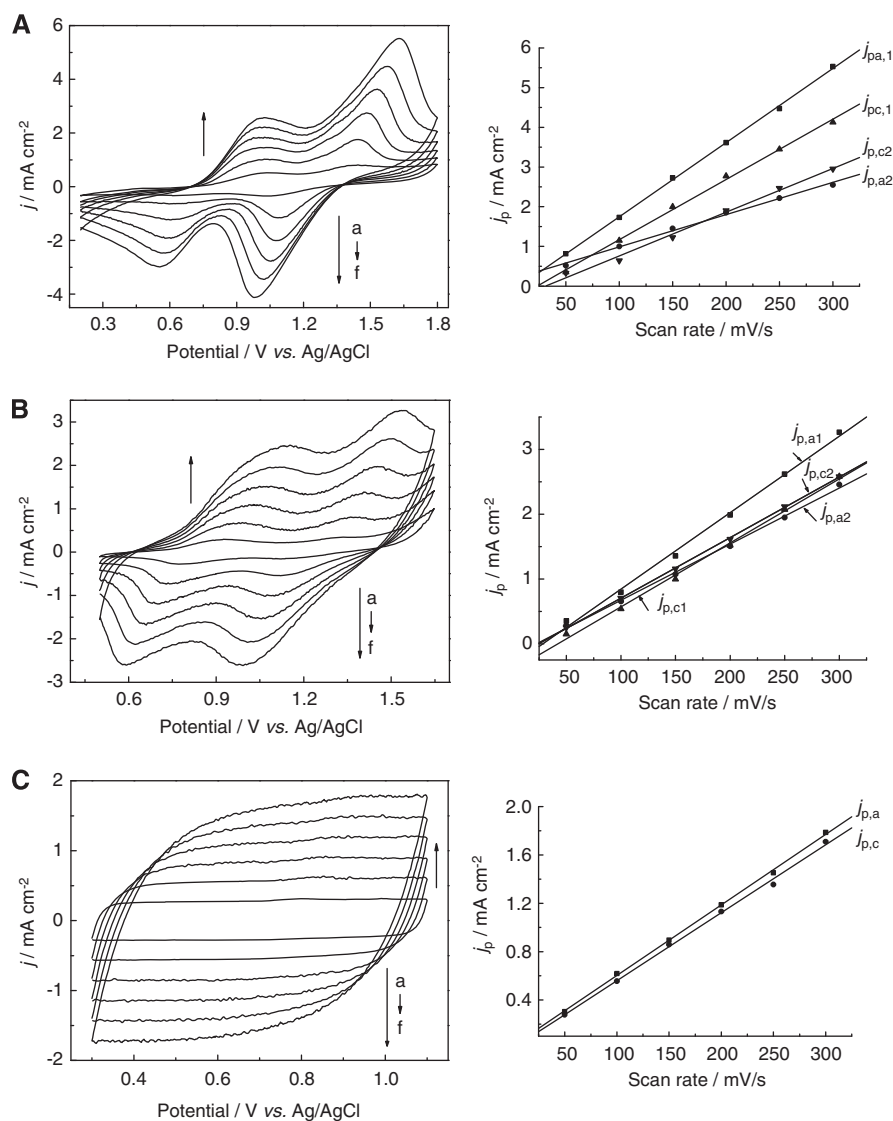 A
6
4
2
0
-2
-4
0.3 0.6 0.9 1.2 1.5 1.8
j / mA cm-2
Potential / V vs. Ag/AgCl
a
f
6
5
4
3
2
1
0
50 100 150 200 250 300
jp / mA cm-2
Scan rate / mV/s
jpa,1
jpc,1
jp,c2
jp,a2
B
3
2
1
0
-1
-2
-3
0.6 0.9 1.2 1.5
j / mA cm-2
Potential / V vs. Ag/AgCl
a
f
3
2
1
0
50 100 150 200 250 300
jp / mA cm-2
Scan rate / mV/s
jp,a1
jp,c2
jp,a2
jp,c1
C
2
1
0
-1
-2
0.4 0.6 0.8 1.0
j / mA cm-2
Potential / V vs. Ag/AgCl
a
f
2.0
1.6
1.2
0.8
0.4
50 100 150 200 250 300
jp / mA cm-2
Scan rate / mV/s
jp,a
jp,c